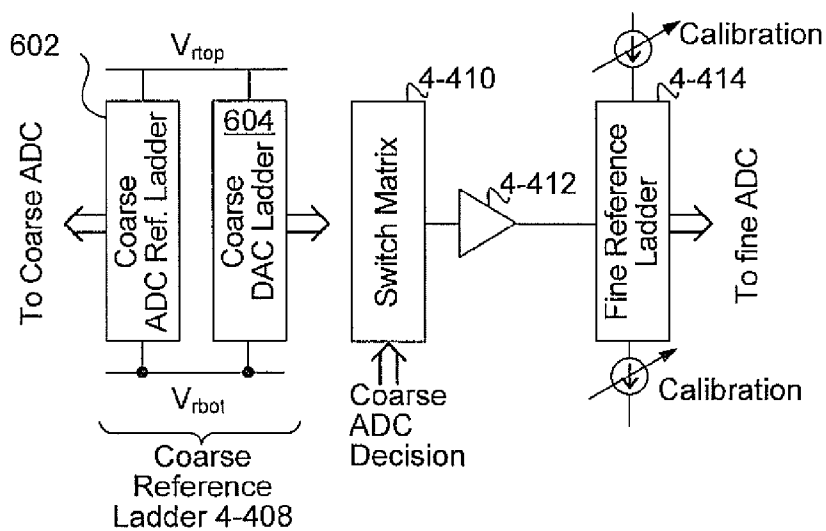 602
V_rtop
To Coarse ADC
Coarse
ADC Ref. Ladder
604
Coarse
DAC Ladder
V_rbot
Coarse
Reference
Ladder 4-408
4-410
Switch Matrix
Coarse
ADC
Decision
4-412
Calibration
4-414
Fine Reference
Ladder
To fine ADC
Calibration